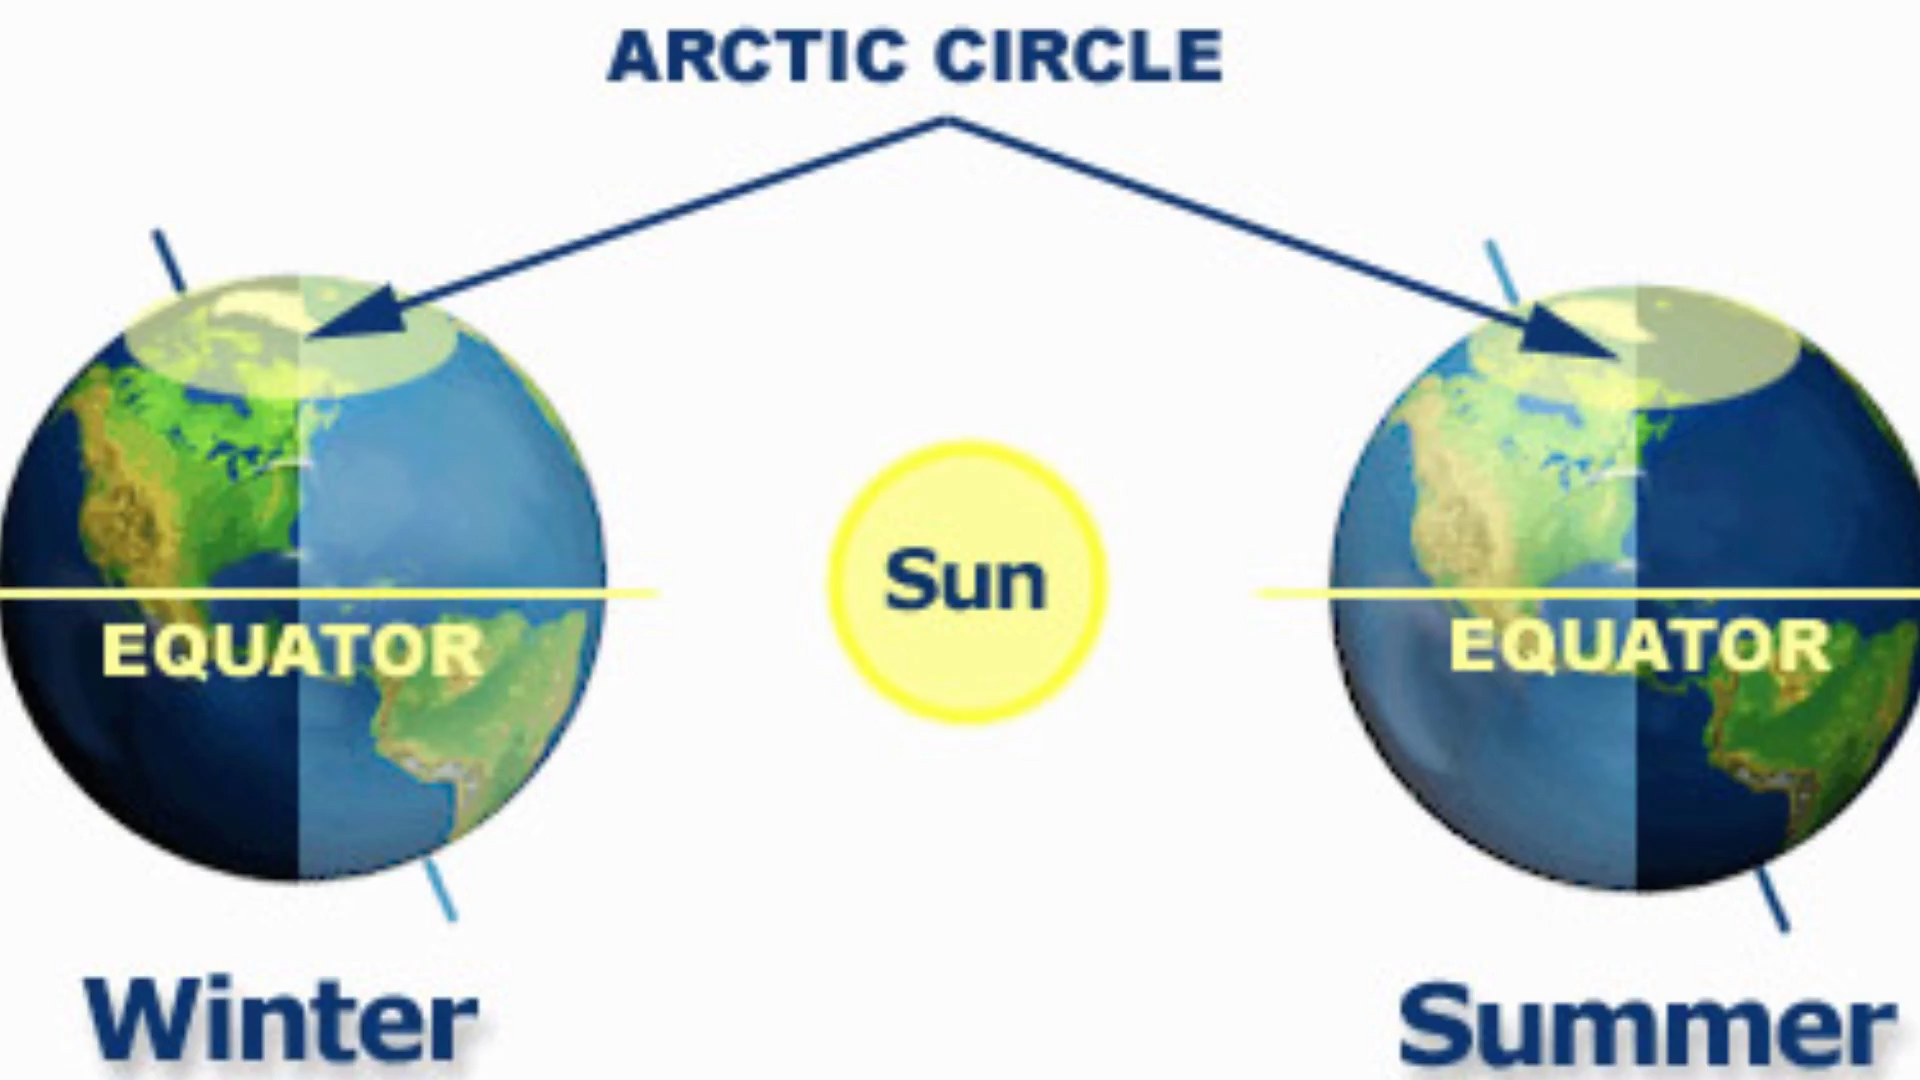 ARCTIC CIRCLE
Sun
EQUATOR
EQUATOR
Winter
Summer